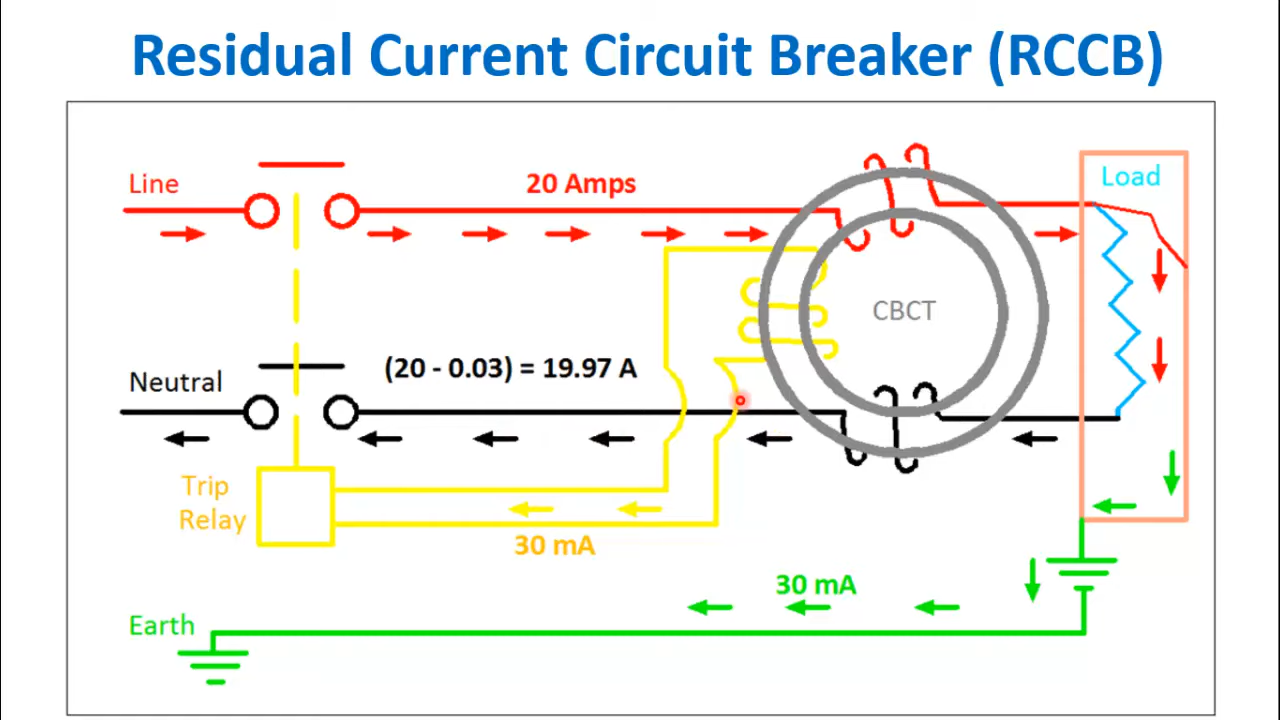 Residual Current Circuit Breaker (RCCB)
Line
20 Amps
Load
CBCT
Neutral
(20 - 0.03) = 19.97 A
Trip
Relay
30 mA
30 mA
Earth